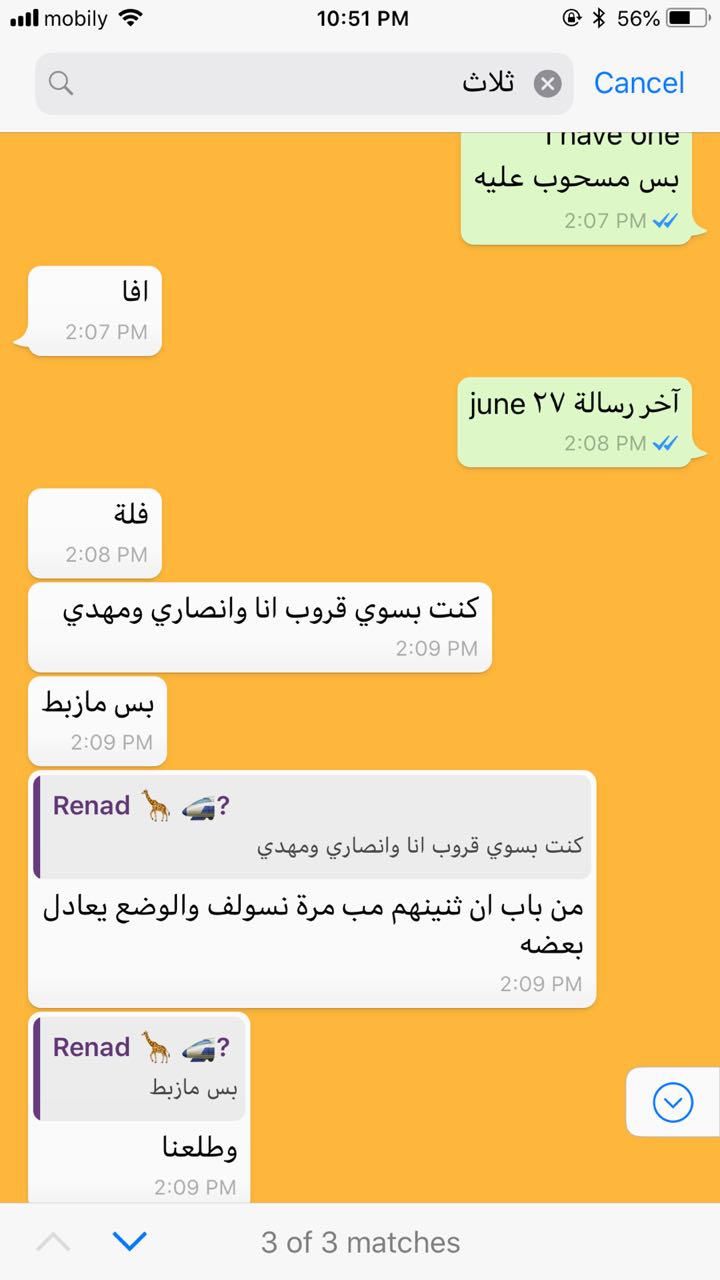 mobily 10:51 PM 56%
ثلاث Cancel
I have one
بس مسحوب عليه
2:07 PM
افا
2:07 PM
آخر رسالة ٢٧ june
2:08 PM
فلة
2:08 PM
كنت بسوي قروب انا وانصاري ومهدي
2:09 PM
بس مازبط
2:09 PM
Renad 🦒 🚅?
كنت بسوي قروب انا وانصاري ومهدي
من باب ان ثنينهم مب مرة نسولف والوضع يعادل
بعضه
2:09 PM
Renad 🦒 🚅?
بس مازبط
وطلعنا
2:09 PM
3 of 3 matches